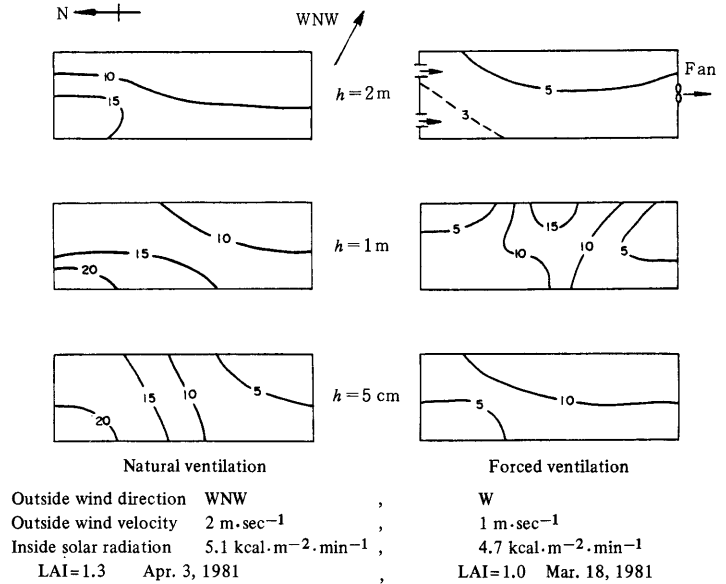 N
WNW
10
15
h=2m
5
3
Fan
10
15
20
h=1m
5
10
15
10
5
20
15
10
5
h=5 cm
5
10
Natural ventilation
Forced ventilation
Outside wind direction WNW , W
Outside wind velocity 2 m·sec−1 , 1 m·sec−1
Inside solar radiation 5.1 kcal·m−2·min−1 , 4.7 kcal·m−2·min−1
LAI=1.3 Apr. 3, 1981 , LAI=1.0 Mar. 18, 1981